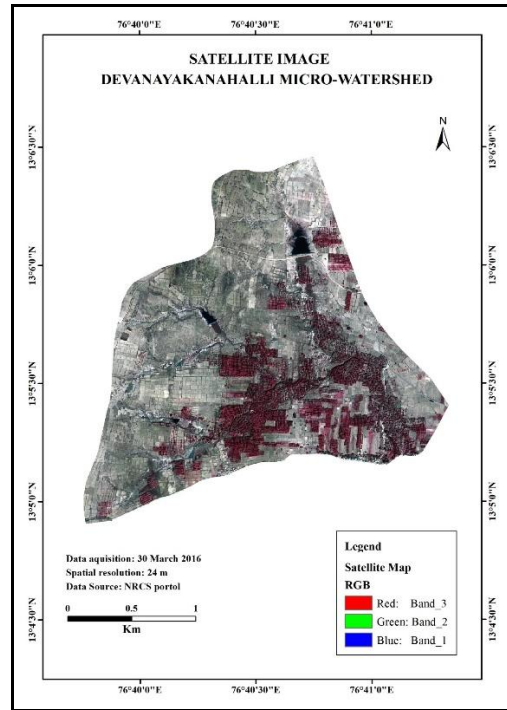 76°40'0"E 76°40'30"E 76°41'0"E
SATELLITE IMAGE
DEVANAYAKANAHALLI MICRO-WATERSHED
N
13°6'30"N 13°6'30"N
13°6'0"N 13°6'0"N
13°5'30"N 13°5'30"N
13°5'0"N 13°5'0"N
13°4'30"N 13°4'30"N
Data aquisition: 30 March 2016
Spatial resolution: 24 m
Data Source: NRCS portol
0 0.5 1
Km
Legend
Satellite Map
RGB
Red: Band_3
Green: Band_2
Blue: Band_1
76°40'0"E 76°40'30"E 76°41'0"E